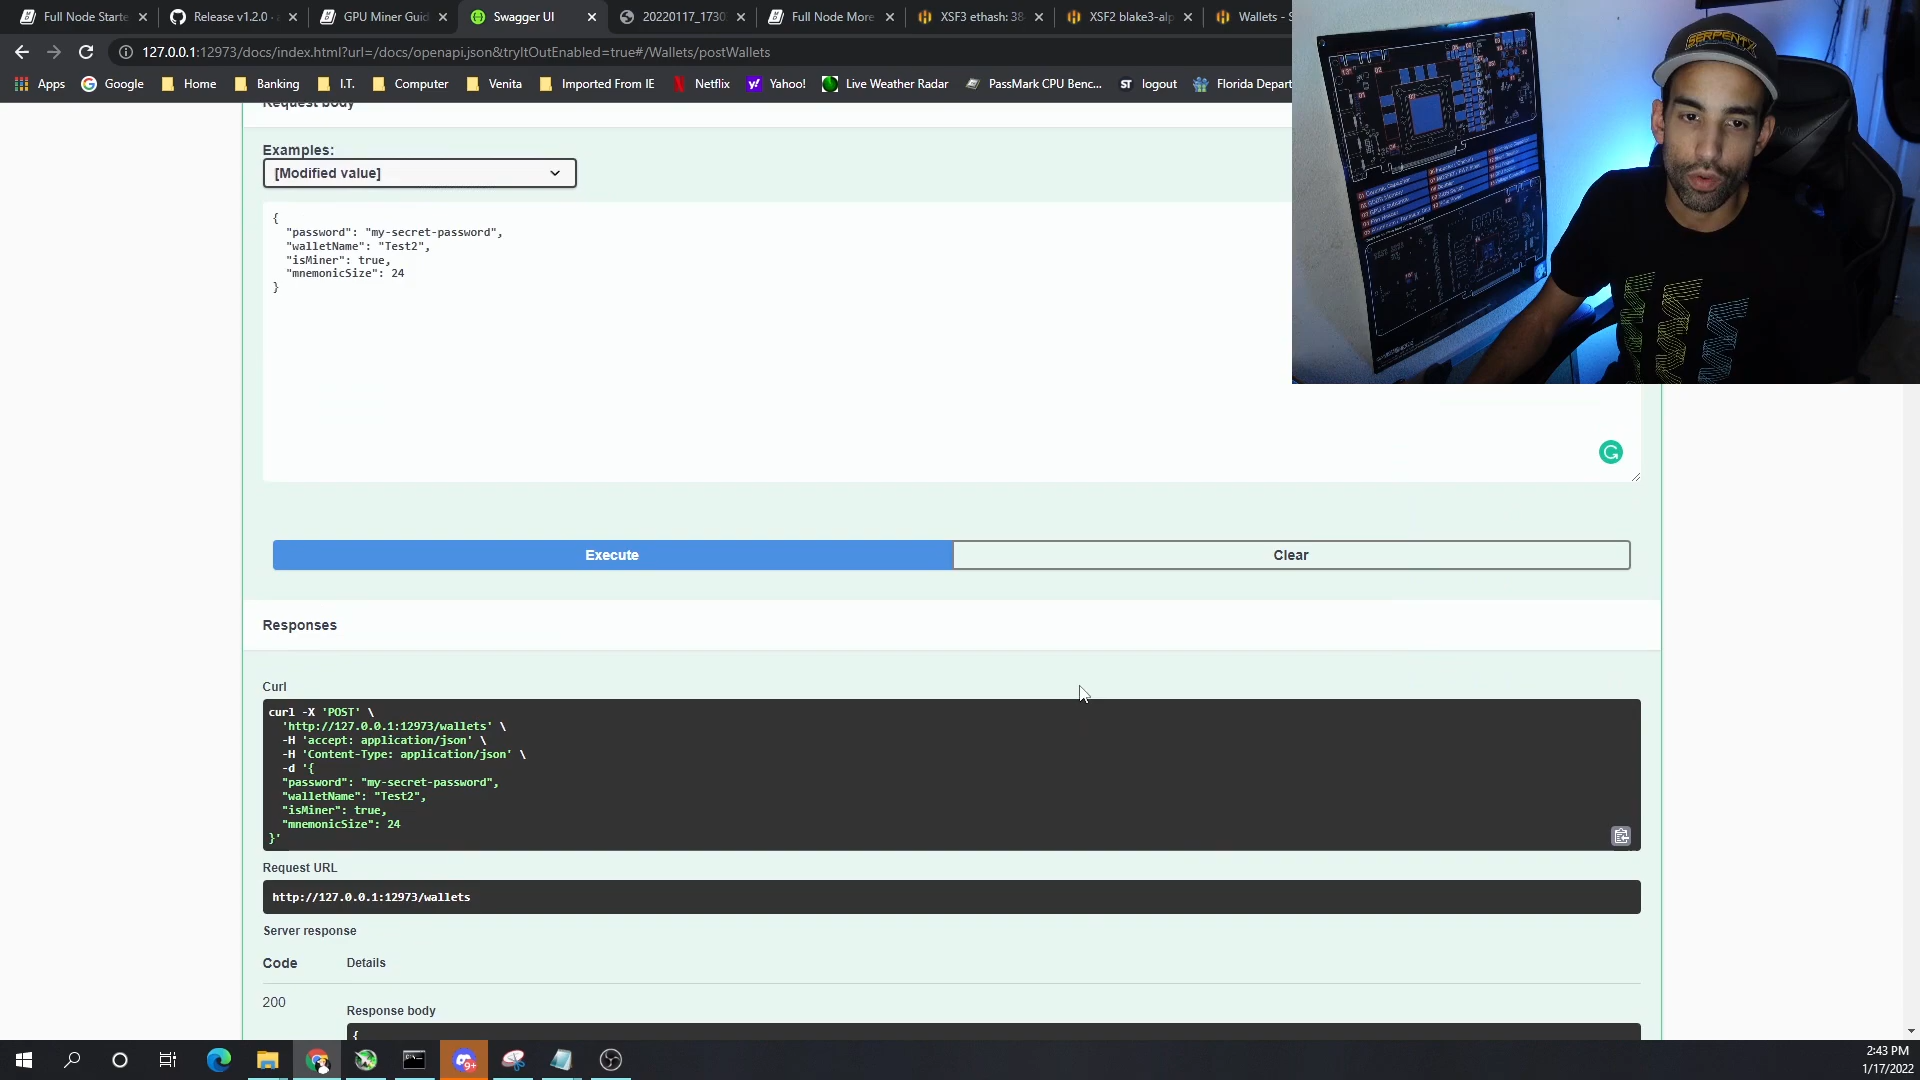 Full Node Starte
Release v1.2.0 · a
GPU Miner Guid
Swagger UI
20220117_1730
Full Node More
XSF3 ethash: 38
XSF2 blake3-alp
Wallets - S
127.0.0.1:12973/docs/index.html?url=/docs/openapi.json&tryItOutEnabled=true#/Wallets/postWallets
Apps
Google
Home
Banking
I.T.
Computer
Venita
Imported From IE
Netflix
Yahoo!
Live Weather Radar
PassMark CPU Benc...
ST logout
Florida Depart
SERPENTX
Request body
Examples:
[Modified value]
{
"password": "my-secret-password",
"walletName": "Test2",
"isMiner": true,
"mnemonicSize": 24
}
Execute
Clear
Responses
Curl
curl -X 'POST' \
'http://127.0.0.1:12973/wallets' \
-H 'accept: application/json' \
-H 'Content-Type: application/json' \
-d '{
"password": "my-secret-password",
"walletName": "Test2",
"isMiner": true,
"mnemonicSize": 24
}'
Request URL
http://127.0.0.1:12973/wallets
Server response
Code
Details
200
Response body
{
9+
2:43 PM
1/17/2022